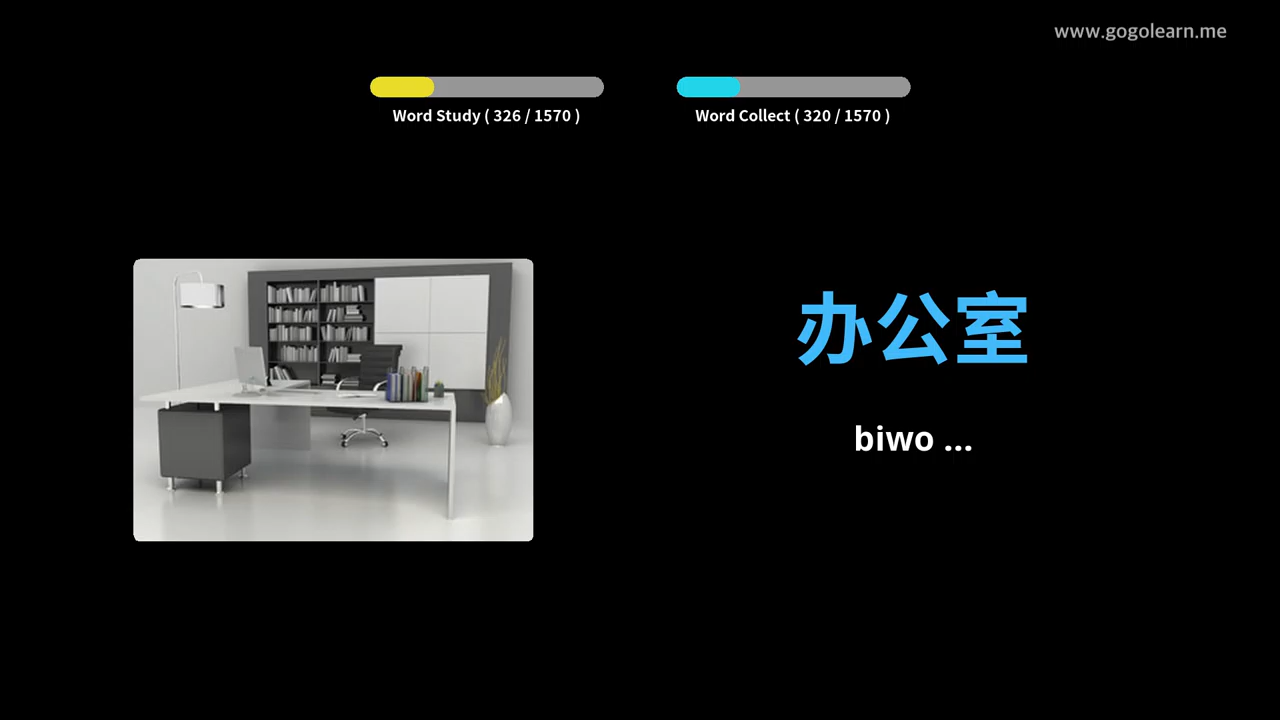 www.gogolearn.me
Word Study ( 326 / 1570 )
Word Collect ( 320 / 1570 )
办公室
biwo ...